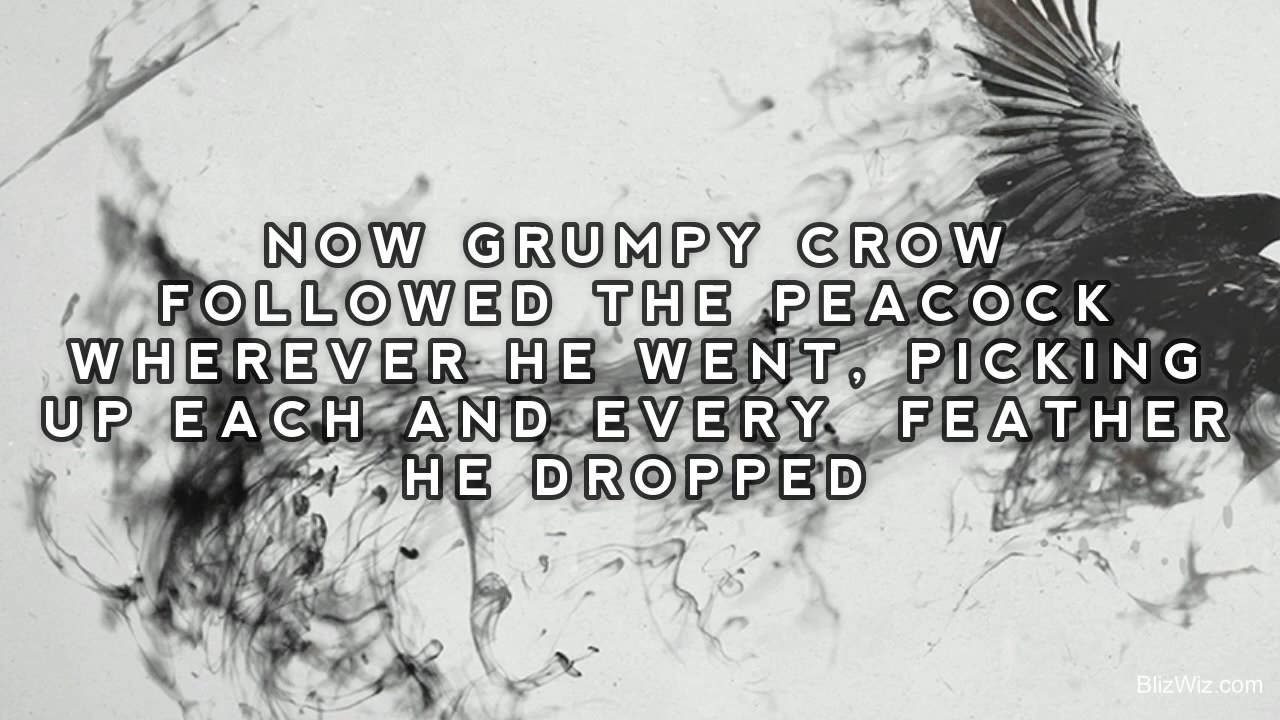 NOW GRUMPY CROW
FOLLOWED THE PEACOCK
WHEREVER HE WENT, PICKING
UP EACH AND EVERY FEATHER
HE DROPPED
BlizWiz.com